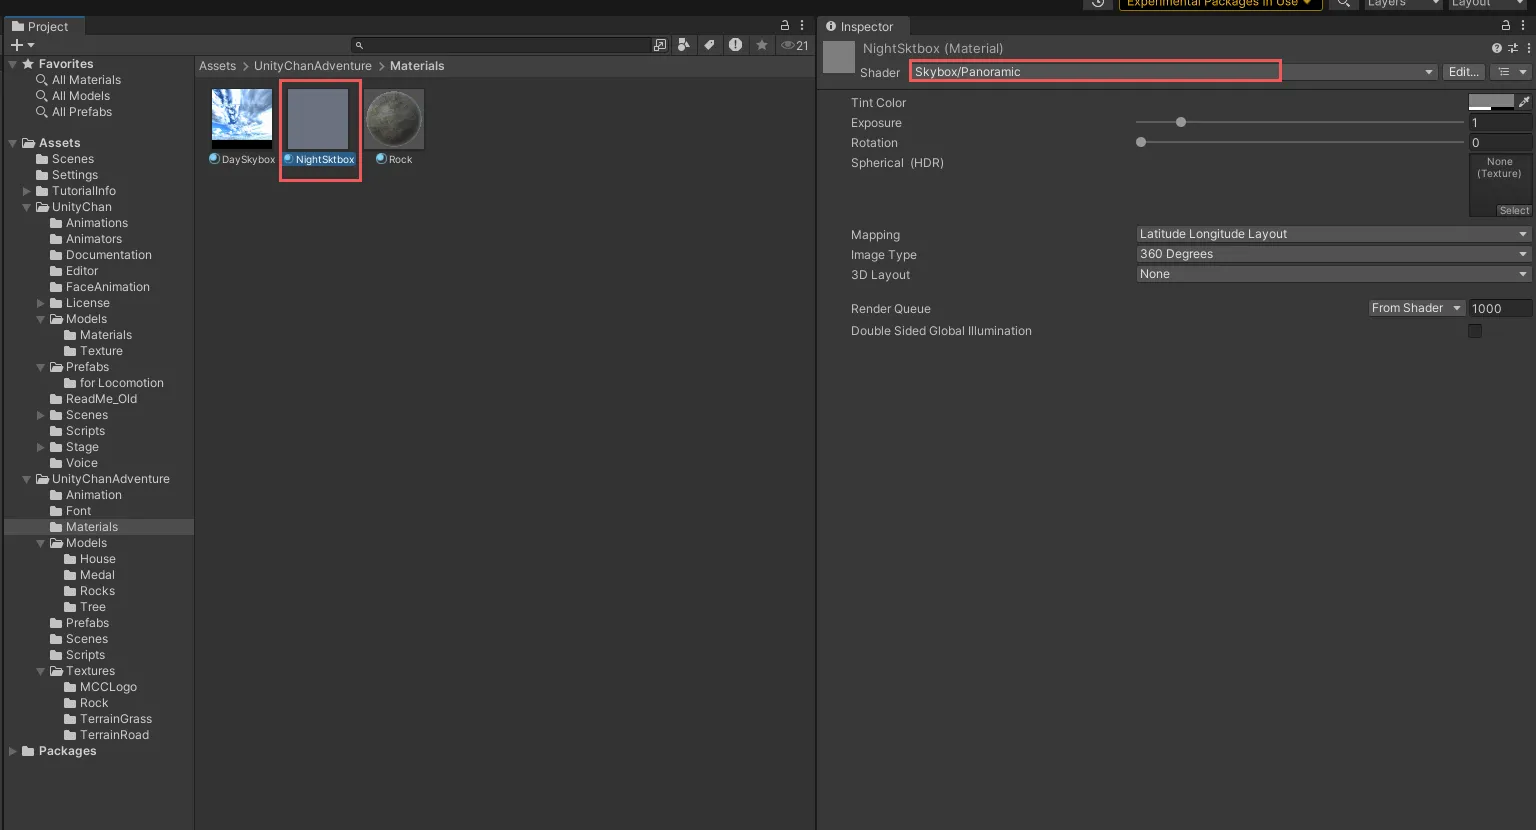 Experimental Packages In Use
Layers
Layout
Project
21
Favorites
All Materials
All Models
All Prefabs
Assets
Scenes
Settings
TutorialInfo
UnityChan
Animations
Animators
Documentation
Editor
FaceAnimation
License
Models
Materials
Texture
Prefabs
for Locomotion
ReadMe_Old
Scenes
Scripts
Stage
Voice
UnityChanAdventure
Animation
Font
Materials
Models
House
Medal
Rocks
Tree
Prefabs
Scenes
Scripts
Textures
MCCLogo
Rock
TerrainGrass
TerrainRoad
Packages
Assets > UnityChanAdventure > Materials
DaySkybox
NightSktbox
Rock
Inspector
NightSktbox (Material)
Shader Skybox/Panoramic Edit...
Tint Color
Exposure 1
Rotation 0
Spherical (HDR)
None
(Texture)
Select
Mapping Latitude Longitude Layout
Image Type 360 Degrees
3D Layout None
Render Queue From Shader 1000
Double Sided Global Illumination